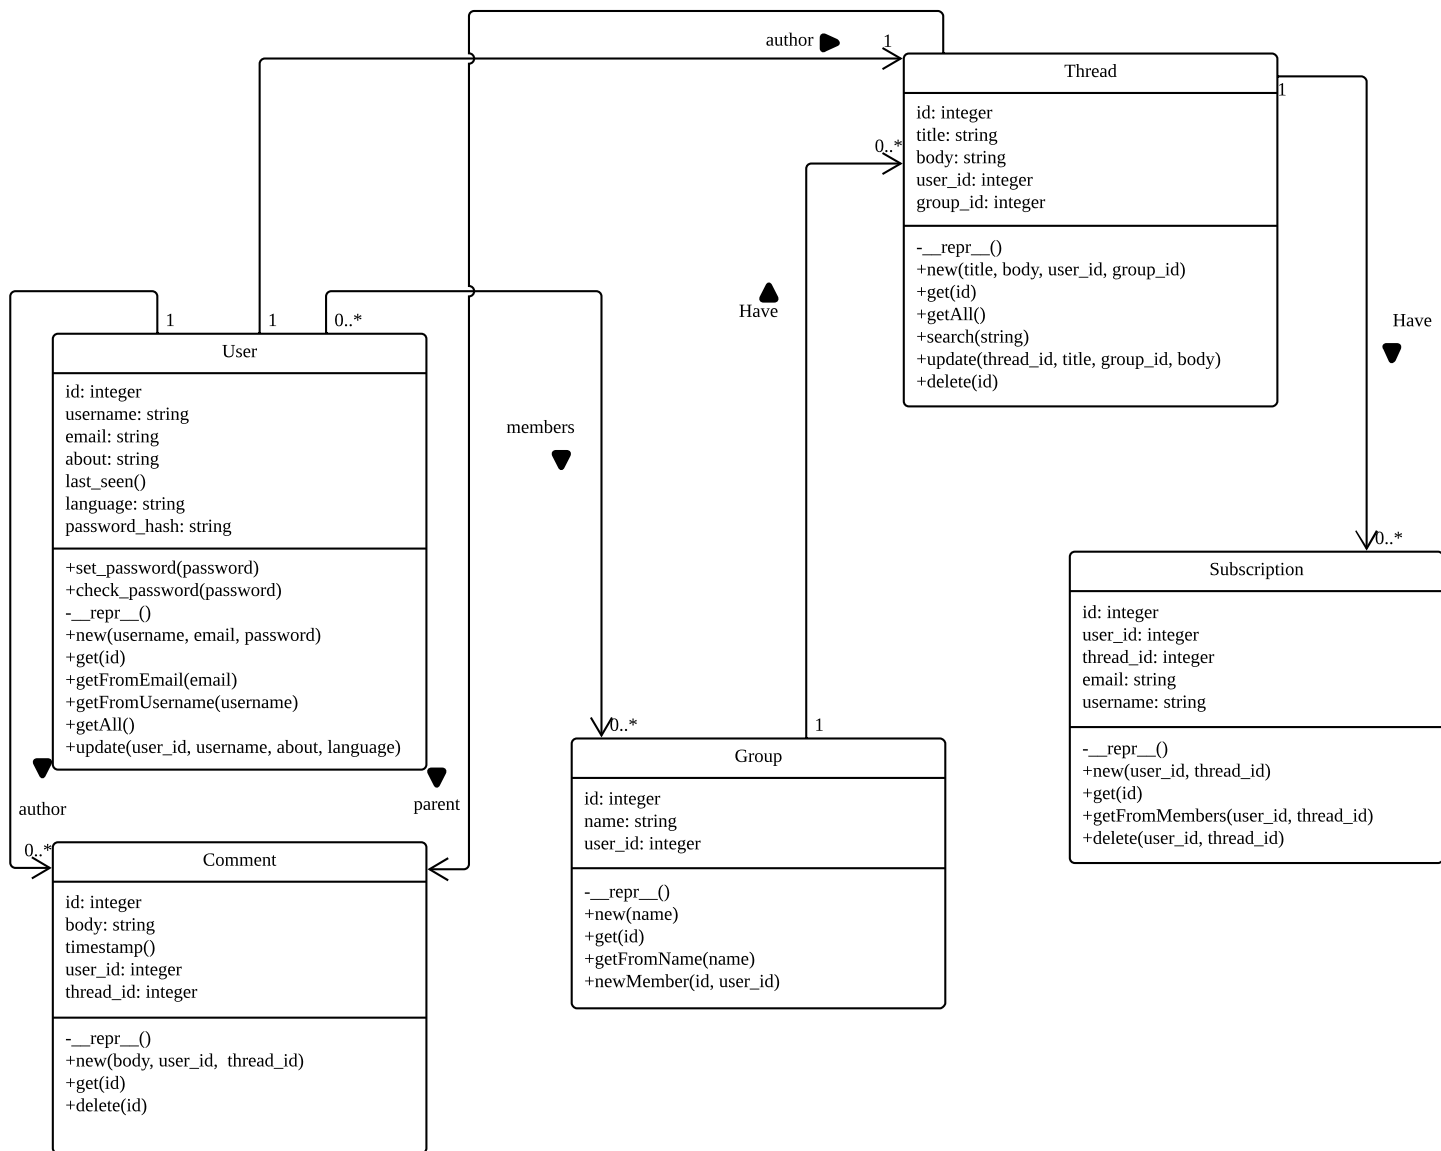 author
1
Thread
1
id: integer
title: string
body: string
user_id: integer
group_id: integer
0..*
-__repr__()
+new(title, body, user_id, group_id)
+get(id)
+getAll()
+search(string)
+update(thread_id, title, group_id, body)
+delete(id)
Have
Have
1
1
0..*
User
id: integer
username: string
email: string
about: string
last_seen()
language: string
password_hash: string
+set_password(password)
+check_password(password)
-__repr__()
+new(username, email, password)
+get(id)
+getFromEmail(email)
+getFromUsername(username)
+getAll()
+update(user_id, username, about, language)
members
0..*
Subscription
id: integer
user_id: integer
thread_id: integer
email: string
username: string
-__repr__()
+new(user_id, thread_id)
+get(id)
+getFromMembers(user_id, thread_id)
+delete(user_id, thread_id)
0..*
1
Group
id: integer
name: string
user_id: integer
-__repr__()
+new(name)
+get(id)
+getFromName(name)
+newMember(id, user_id)
author
parent
0..*
Comment
id: integer
body: string
timestamp()
user_id: integer
thread_id: integer
-__repr__()
+new(body, user_id,  thread_id)
+get(id)
+delete(id)